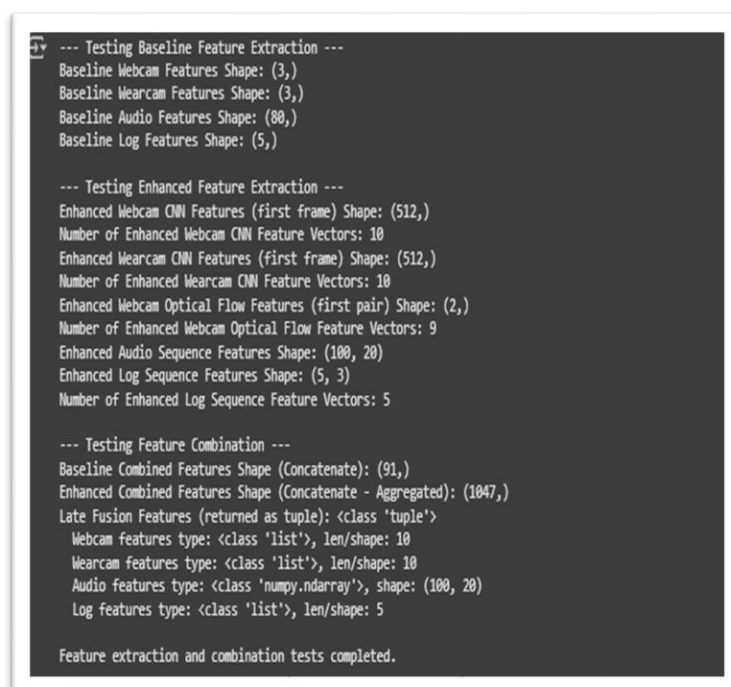 --- Testing Baseline Feature Extraction ---
Baseline Webcam Features Shape: (3,)
Baseline Wearcam Features Shape: (3,)
Baseline Audio Features Shape: (80,)
Baseline Log Features Shape: (5,)
--- Testing Enhanced Feature Extraction ---
Enhanced Webcam CNN Features (first frame) Shape: (512,)
Number of Enhanced Webcam CNN Feature Vectors: 10
Enhanced Wearcam CNN Features (first frame) Shape: (512,)
Number of Enhanced Wearcam CNN Feature Vectors: 10
Enhanced Webcam Optical Flow Features (first pair) Shape: (2,)
Number of Enhanced Webcam Optical Flow Feature Vectors: 9
Enhanced Audio Sequence Features Shape: (100, 20)
Enhanced Log Sequence Features Shape: (5, 3)
Number of Enhanced Log Sequence Feature Vectors: 5
--- Testing Feature Combination ---
Baseline Combined Features Shape (Concatenate): (91,)
Enhanced Combined Features Shape (Concatenate - Aggregated): (1047,)
Late Fusion Features (returned as tuple): <class 'tuple'>
Webcam features type: <class 'list'>, len/shape: 10
Wearcam features type: <class 'list'>, len/shape: 10
Audio features type: <class 'numpy.ndarray'>, shape: (100, 20)
Log features type: <class 'list'>, len/shape: 5
Feature extraction and combination tests completed.